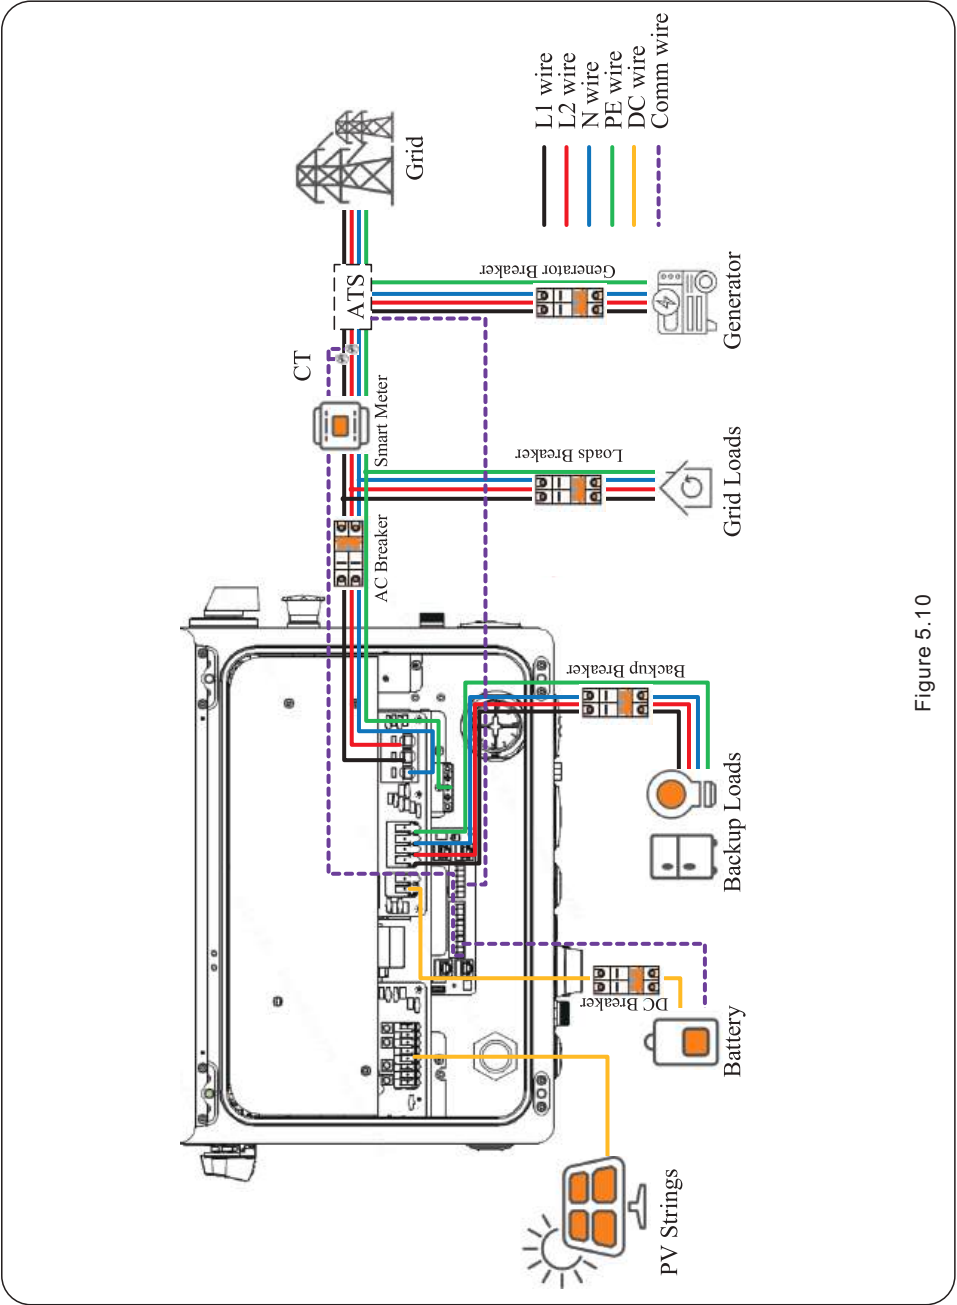 L1 wire
L2 wire
N wire
PE wire
DC wire
Comm wire
Grid
ATS
CT
Smart Meter
AC Breaker
Generator Breaker
Generator
Loads Breaker
Grid Loads
Backup Breaker
Backup Loads
DC Breaker
Battery
PV Strings
Figure 5.10